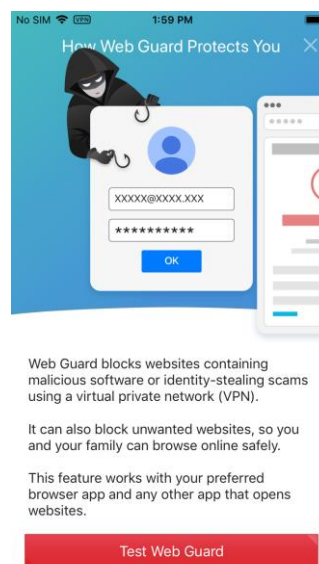 No SIM VPN 1:59 PM
How Web Guard Protects You
XXXXX@XXXX.XXX
**********
OK
Web Guard blocks websites containing
malicious software or identity-stealing scams
using a virtual private network (VPN).
It can also block unwanted websites, so you
and your family can browse online safely.
This feature works with your preferred
browser app and any other app that opens
websites.
Test Web Guard